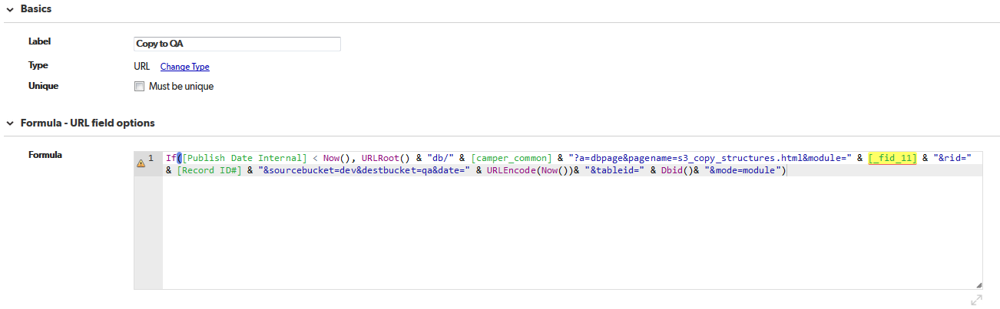 Basics
Label Copy to QA
Type URL Change Type
Unique Must be unique
Formula - URL field options
Formula
1 If([Publish Date Internal] < Now(), URLRoot() & "db/" & [camper_common] & "?a=dbpage&pagename=s3_copy_structures.html&module=" & [_fid_11] & "&rid="
& [Record ID#] & "&sourcebucket=dev&destbucket=qa&date=" & URLEncode(Now())& "&tableid=" & Dbid()& "&mode=module")